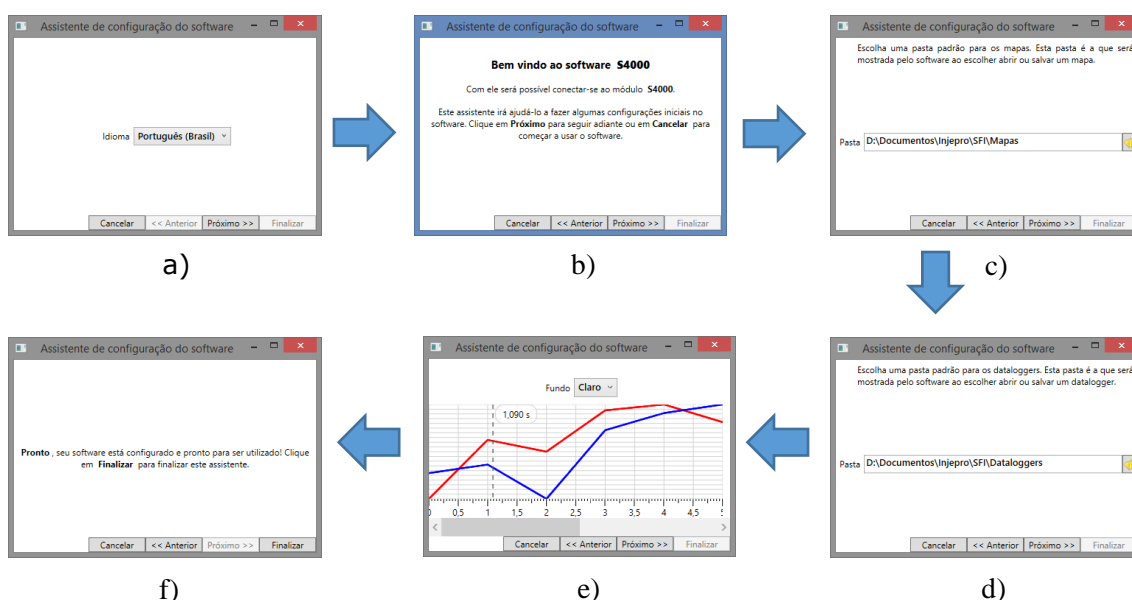 Assistente de configuração do software
Idioma Português (Brasil)
Cancelar << Anterior Próximo >> Finalizar
a)
Assistente de configuração do software
Bem vindo ao software S4000
Com ele será possível conectar-se ao módulo S4000.
Este assistente irá ajudá-lo a fazer algumas configurações iniciais no
software. Clique em Próximo para seguir adiante ou em Cancelar para
começar a usar o software.
Cancelar << Anterior Próximo >> Finalizar
b)
Assistente de configuração do software
Escolha uma pasta padrão para os mapas. Esta pasta é a que será
mostrada pelo software ao escolher abrir ou salvar um mapa.
Pasta D:\Documentos\Injepro\SFI\Mapas
Cancelar << Anterior Próximo >> Finalizar
c)
Assistente de configuração do software
Escolha uma pasta padrão para os dataloggers. Esta pasta é a que será
mostrada pelo software ao escolher abrir ou salvar um datalogger.
Pasta D:\Documentos\Injepro\SFI\Dataloggers
Cancelar << Anterior Próximo >> Finalizar
d)
Assistente de configuração do software
Fundo Claro
1,090 s
0,5 1 1,5 2 2,5 3 3,5 4 4,5
Cancelar << Anterior Próximo >> Finalizar
e)
Assistente de configuração do software
Pronto , seu software está configurado e pronto para ser utilizado! Clique
em Finalizar para finalizar este assistente.
Cancelar << Anterior Próximo >> Finalizar
f)